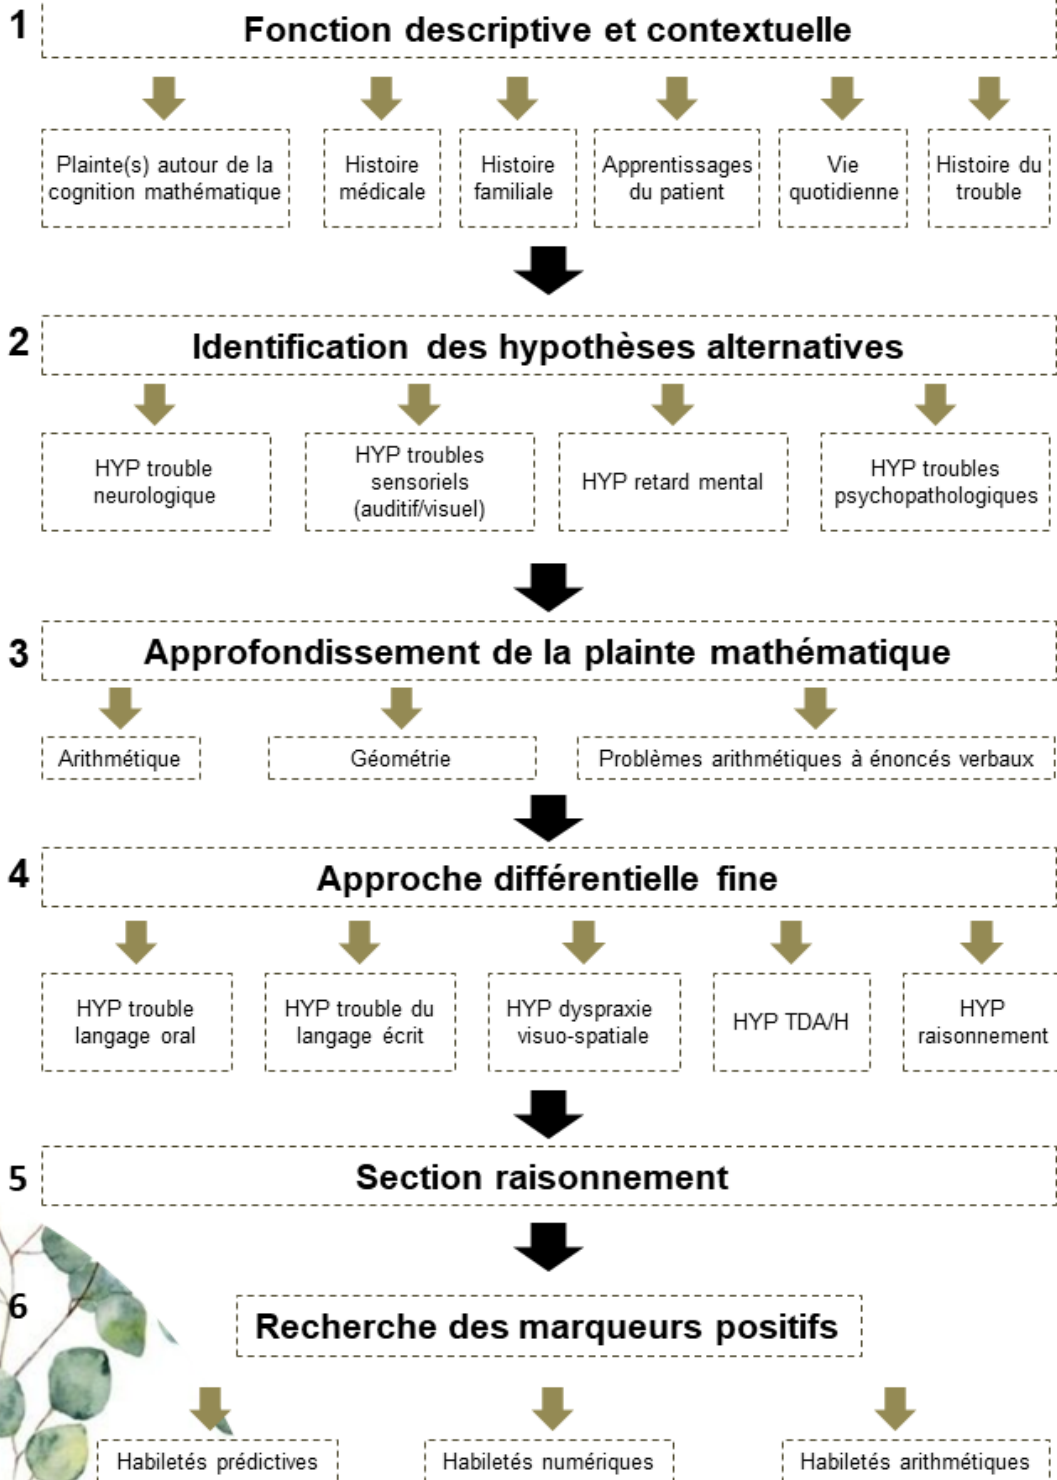 1
Fonction descriptive et contextuelle
Plainte(s) autour de la
cognition mathématique
Histoire
médicale
Histoire
familiale
Apprentissages
du patient
Vie
quotidienne
Histoire du
trouble
2
Identification des hypothèses alternatives
HYP trouble
neurologique
HYP troubles
sensoriels
(auditif/visuel)
HYP retard mental
HYP troubles
psychopathologiques
3
Approfondissement de la plainte mathématique
Arithmétique
Géométrie
Problèmes arithmétiques à énoncés verbaux
4
Approche différentielle fine
HYP trouble
langage oral
HYP trouble du
langage écrit
HYP dyspraxie
visuo-spatiale
HYP TDA/H
HYP
raisonnement
5
Section raisonnement
6
Recherche des marqueurs positifs
Habiletés prédictives
Habiletés numériques
Habiletés arithmétiques